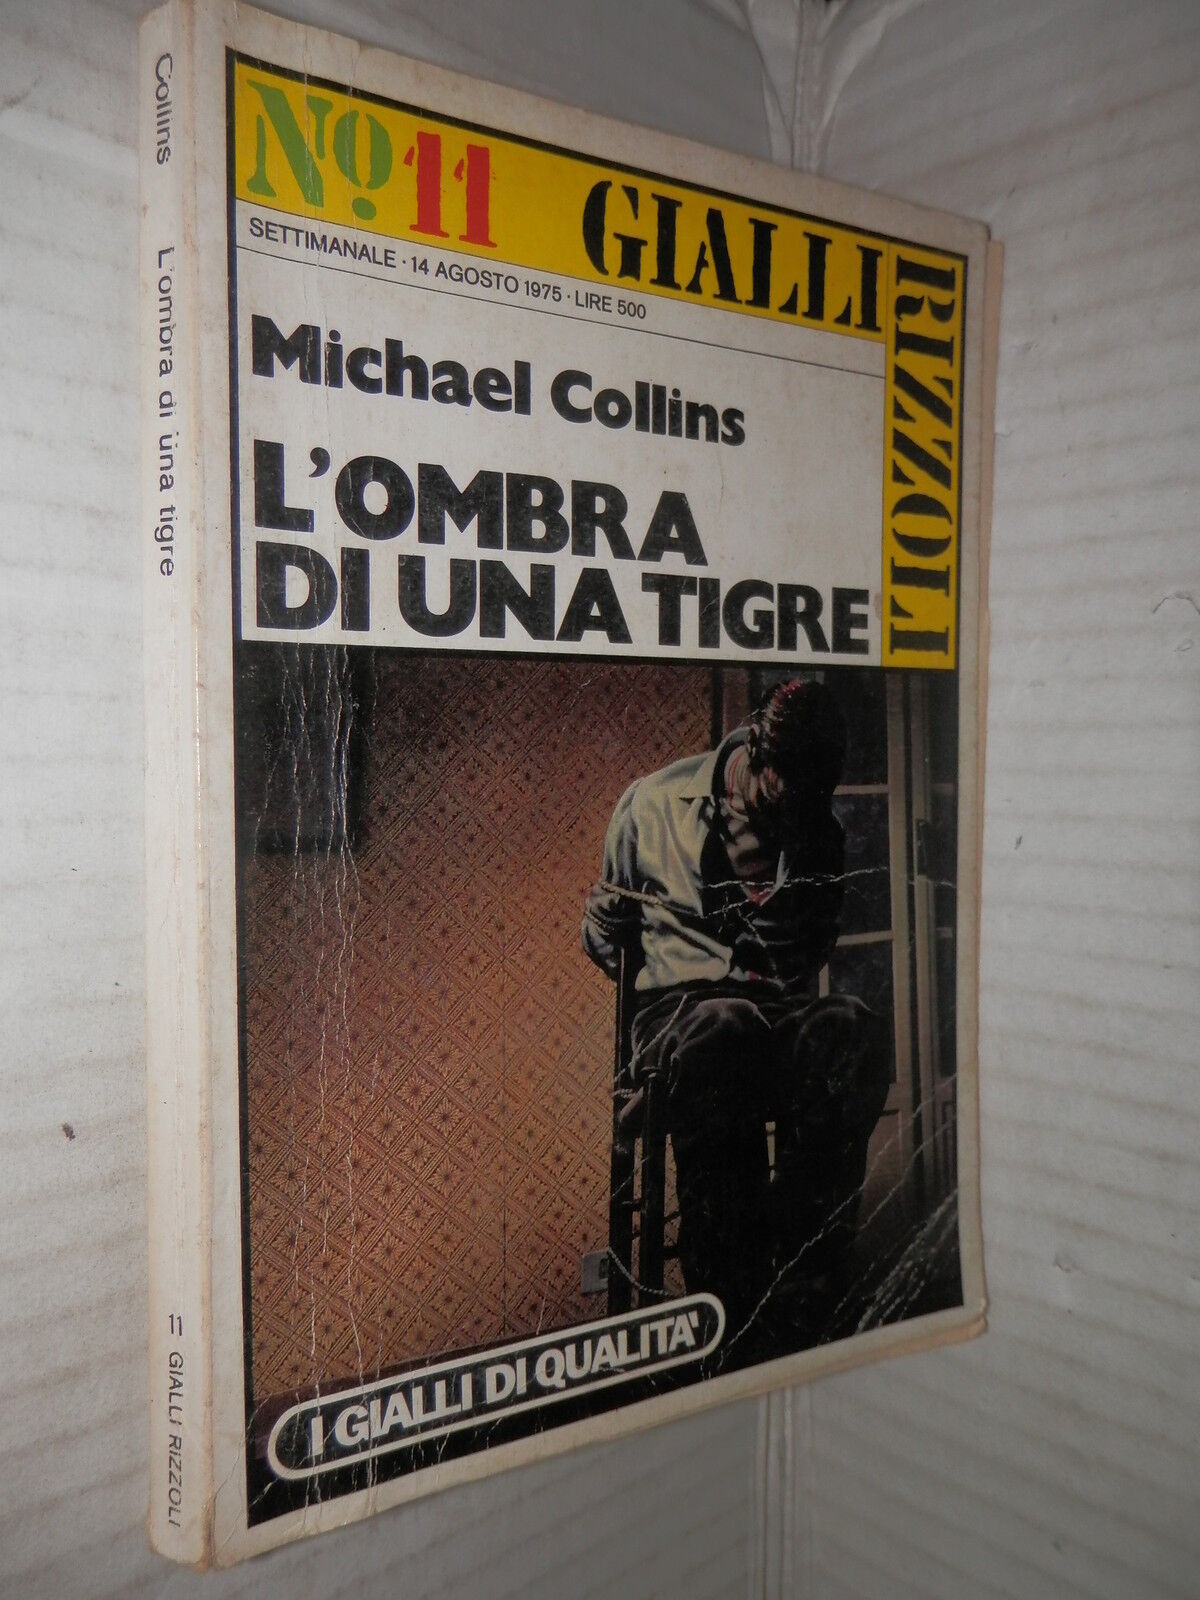 Collins L'ombra di una tigre 11 GIALLI RIZZOLI
No. 11 GIALLI
RIZZOLI
SETTIMANALE · 14 AGOSTO 1975 · LIRE 500
Michael Collins
L'OMBRA
DI UNA TIGRE
I GIALLI DI QUALITA'